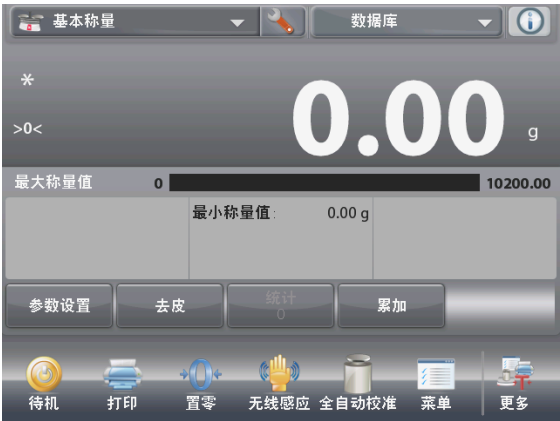 基本称量
数据库
*
0.00
>0<
g
最大称量值 0 10200.00
最小称量值: 0.00 g
参数设置
去皮
统计
0
累加
待机
打印
→0←
置零
无线感应
全自动校准
菜单
更多